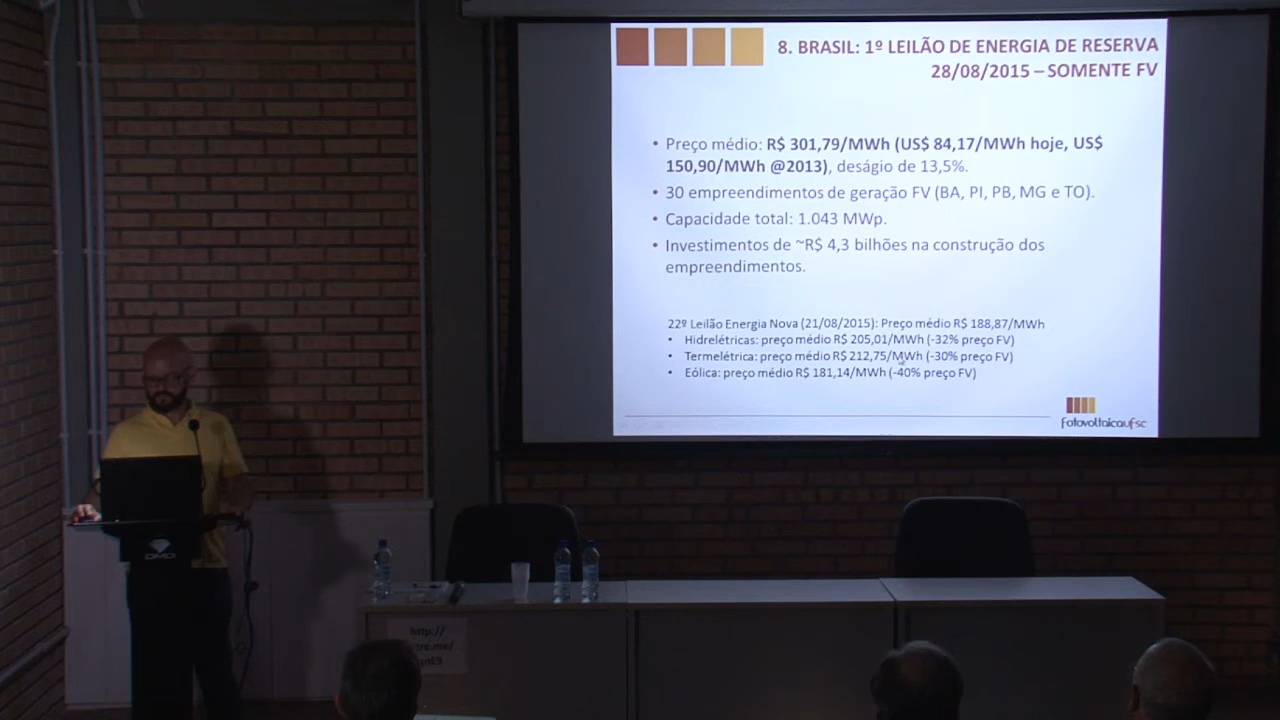 8. BRASIL: 1º LEILÃO DE ENERGIA DE RESERVA
28/08/2015 – SOMENTE FV
• Preço médio: R$ 301,79/MWh (US$ 84,17/MWh hoje, US$
150,90/MWh @2013), deságio de 13,5%.
• 30 empreendimentos de geração FV (BA, PI, PB, MG e TO).
• Capacidade total: 1.043 MWp.
• Investimentos de ~R$ 4,3 bilhões na construção dos
empreendimentos.
22º Leilão Energia Nova (21/08/2015): Preço médio R$ 188,87/MWh
• Hidrelétricas: preço médio R$ 205,01/MWh (-32% preço FV)
• Termelétrica: preço médio R$ 212,75/MWh (-30% preço FV)
• Eólica: preço médio R$ 181,14/MWh (-40% preço FV)
fotovoltaicaufsc
http://